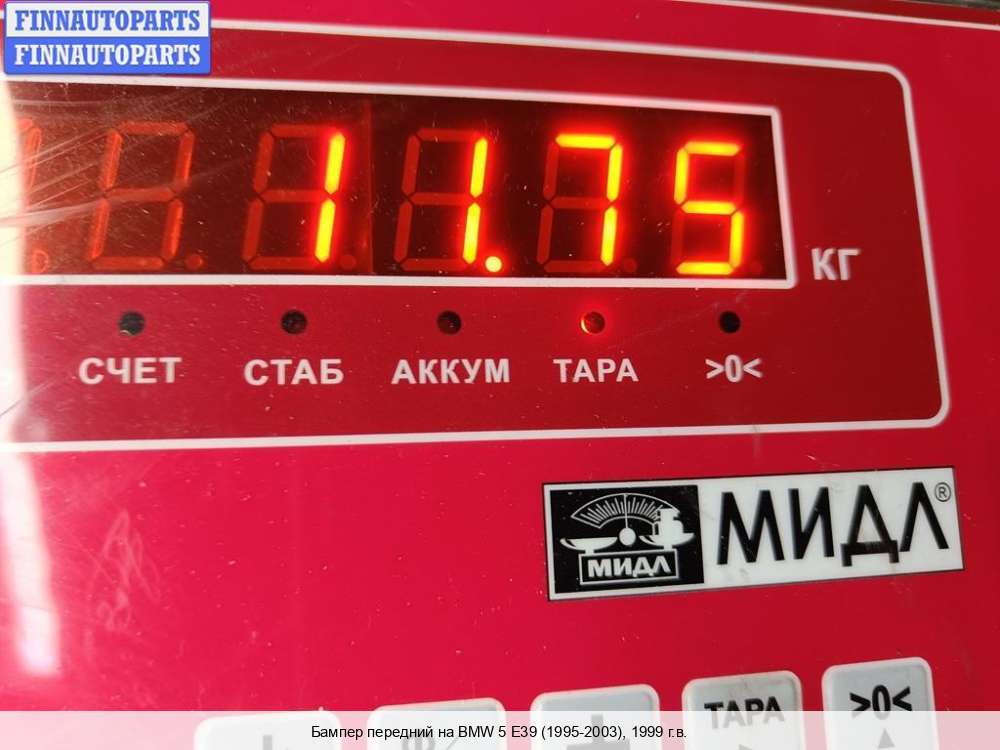 FINNAUTOPARTS
FINNAUTOPARTS
11.75
КГ
СЧЕТ СТАБ АККУМ ТАРА >0<
МИДЛ МИДЛ®
ТАРА >0<
Бампер передний на BMW 5 E39 (1995-2003), 1999 г.в.